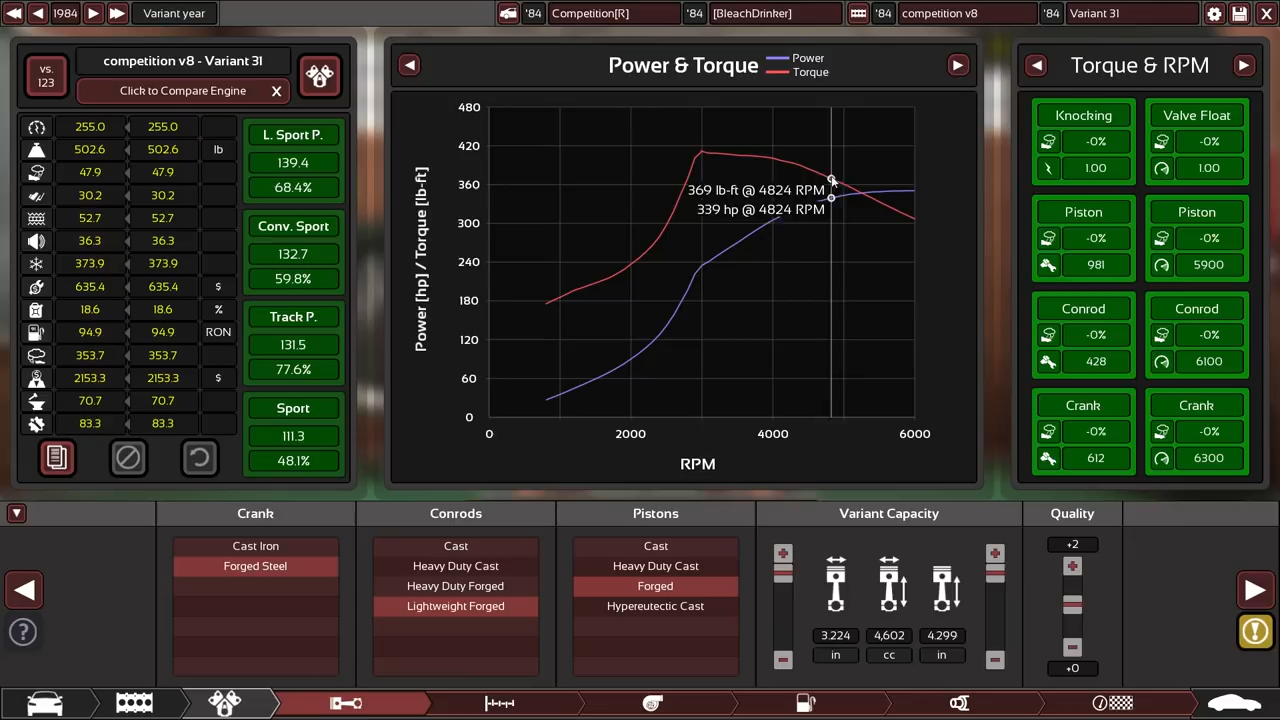 1984
Variant year
'84
Competition[R]
'84
[BleachDrinker]
'84
competition v8
'84
Variant 31
vs.
123
competition v8 - Variant 31
Click to Compare Engine
X
255.0 255.0
502.6 502.6 lb
47.9 47.9
30.2 30.2
52.7 52.7
36.3 36.3
373.9 373.9
635.4 635.4 $
18.6 18.6 %
94.9 94.9 RON
353.7 353.7
2153.3 2153.3 $
70.7 70.7
83.3 83.3
L. Sport P.
139.4
68.4%
Conv. Sport
132.7
59.8%
Track P.
131.5
77.6%
Sport
111.3
48.1%
Power & Torque
Power
Torque
Power [hp] / Torque [lb-ft]
480
420
360
300
240
180
120
60
0
369 lb-ft @ 4824 RPM
339 hp @ 4824 RPM
0 2000 4000 6000
RPM
Torque & RPM
Knocking
-0%
1.00
Valve Float
-0%
1.00
Piston
-0%
981
Piston
-0%
5900
Conrod
-0%
428
Conrod
-0%
6100
Crank
-0%
612
Crank
-0%
6300
Crank
Cast Iron
Forged Steel
Conrods
Cast
Heavy Duty Cast
Heavy Duty Forged
Lightweight Forged
Pistons
Cast
Heavy Duty Cast
Forged
Hypereutectic Cast
Variant Capacity
3.224 4,602 4.299
in cc in
Quality
+2
+0